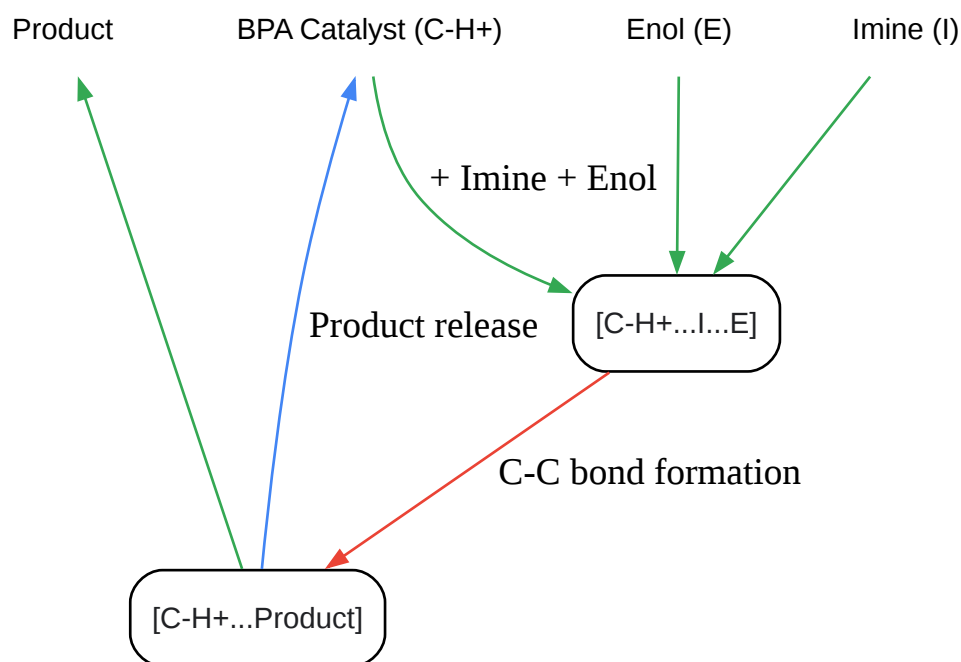 Product
BPA Catalyst (C-H+)
Enol (E)
Imine (I)
+ Imine + Enol
Product release
[C-H+...I...E]
C-C bond formation
[C-H+...Product]